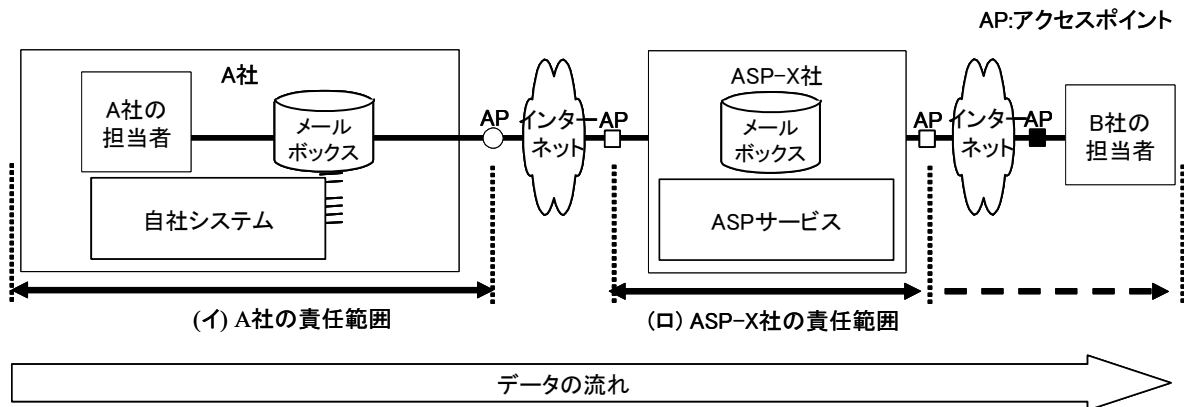 AP:アクセスポイント
A社
A社の
担当者
メール
ボックス
自社システム
AP
インター
ネット
AP
ASP-X社
メール
ボックス
ASPサービス
AP
インター
ネット
AP
B社の
担当者
(イ) A社の責任範囲
(ロ) ASP-X社の責任範囲
データの流れ